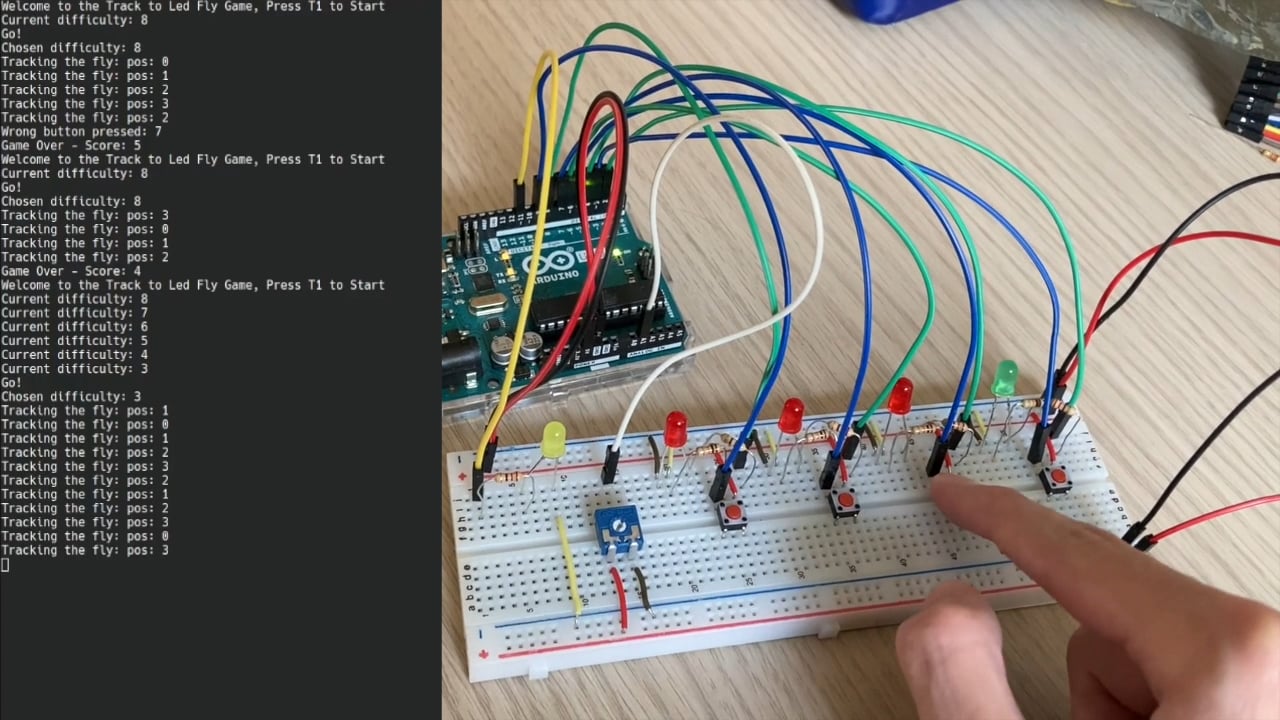 Welcome to the Track to Led Fly Game, Press T1 to Start
Current difficulty: 8
Go!
Chosen difficulty: 8
Tracking the fly: pos: 0
Tracking the fly: pos: 1
Tracking the fly: pos: 2
Tracking the fly: pos: 3
Tracking the fly: pos: 2
Wrong button pressed: 7
Game Over - Score: 5
Welcome to the Track to Led Fly Game, Press T1 to Start
Current difficulty: 8
Go!
Chosen difficulty: 8
Tracking the fly: pos: 3
Tracking the fly: pos: 0
Tracking the fly: pos: 1
Tracking the fly: pos: 2
Game Over - Score: 4
Welcome to the Track to Led Fly Game, Press T1 to Start
Current difficulty: 8
Current difficulty: 7
Current difficulty: 6
Current difficulty: 5
Current difficulty: 4
Current difficulty: 3
Go!
Chosen difficulty: 3
Tracking the fly: pos: 1
Tracking the fly: pos: 0
Tracking the fly: pos: 1
Tracking the fly: pos: 2
Tracking the fly: pos: 3
Tracking the fly: pos: 2
Tracking the fly: pos: 1
Tracking the fly: pos: 2
Tracking the fly: pos: 3
Tracking the fly: pos: 0
Tracking the fly: pos: 3
ARDUINO
POWER
ANALOG IN